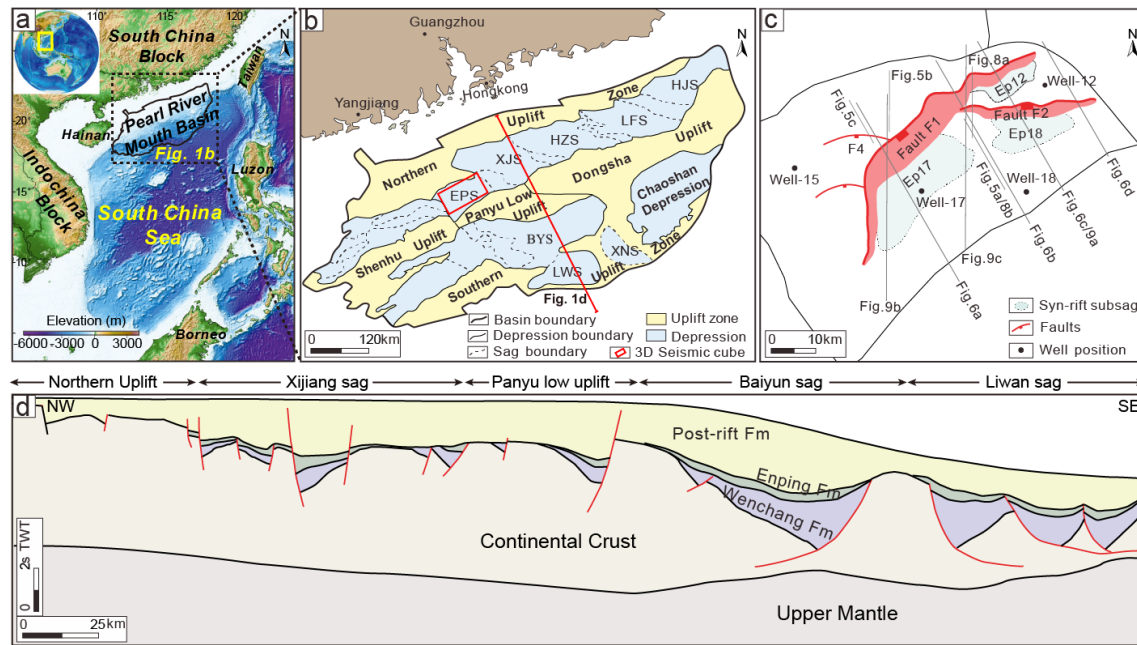 a
110°
115°
120°
South China
Block
Taiwan
N
Pearl River
Mouth Basin
Hainan
Fig. 1b
Luzon
20°
15°
10°
5°
Indochina
Block
South China
Sea
Elevation (m)
-6000
-3000
0
3000
Borneo
b
Guangzhou
N
Hongkong
Yangjiang
HJS
Zone
LFS
Uplift
HZS
Uplift
XJS
Northern
Dongsha
EPS
Panyu Low
Uplift
Chaoshan
Depression
BYS
Uplift
Shenhu
XNS
Zone
LWS
Uplift
Southern
Fig. 1d
Basin boundary
Uplift zone
Depression boundary
Depression
Sag boundary
3D Seismic cube
0
120km
c
N
Fig.8a
Fig.5b
Ep12
Well-12
Fig.5c
Fault F1
Fault F2
Ep18
F4
Well-15
Ep17
Well-17
Well-18
Fig.5a/8b
Fig.6c/9a
Fig.6d
Fig.6b
Fig.9c
Fig.9b
Fig.6a
Syn-rift subsag
Faults
Well position
0
10km
Northern Uplift
Xijiang sag
Panyu low uplift
Baiyun sag
Liwan sag
d
NW
SE
Post-rift Fm
Enping Fm
Wenchang Fm
Continental Crust
Upper Mantle
0 2s TWT
0
25km